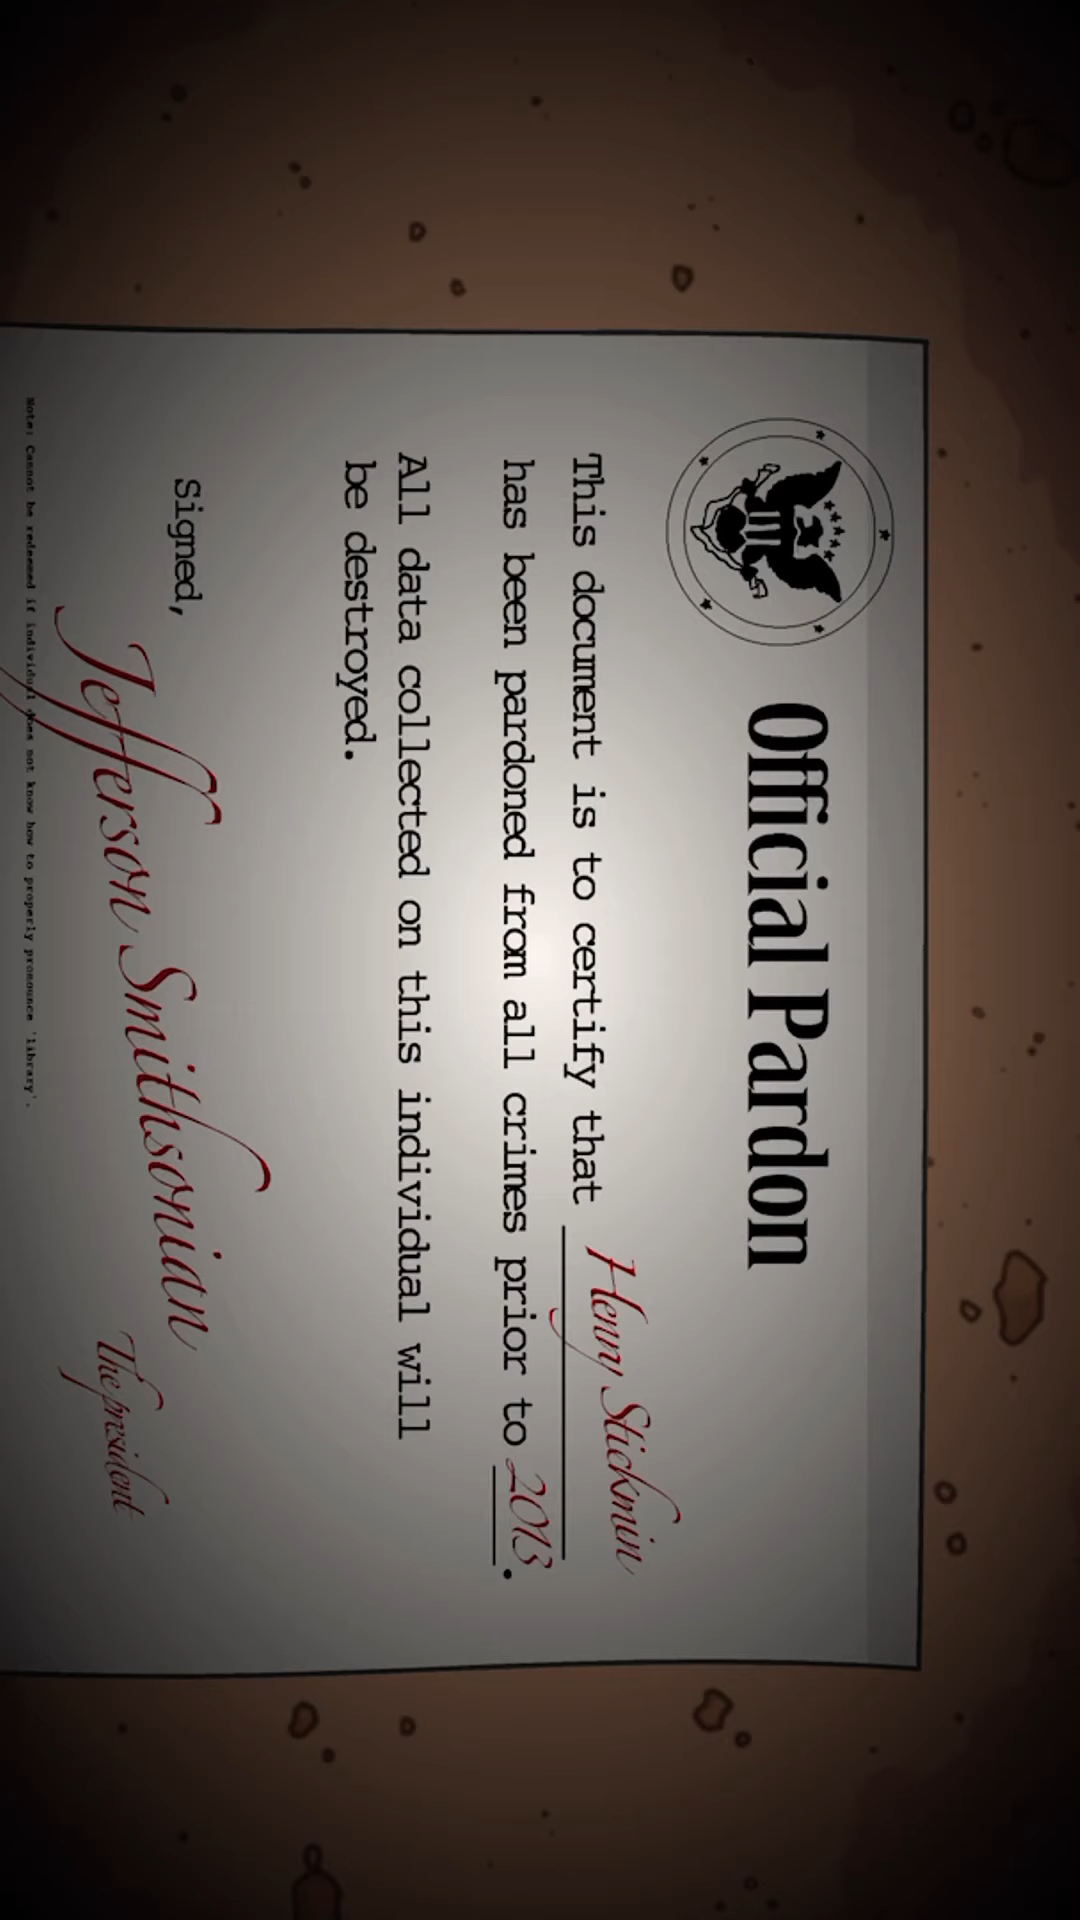 Official Pardon
This document is to certify that Henry Stickmin
has been pardoned from all crimes prior to 2013.
All data collected on this individual will
be destroyed.
Signed,
Jefferson Smithsonian
The president
Note: Cannot be redeemed if individual does not know how to properly pronounce 'library'.